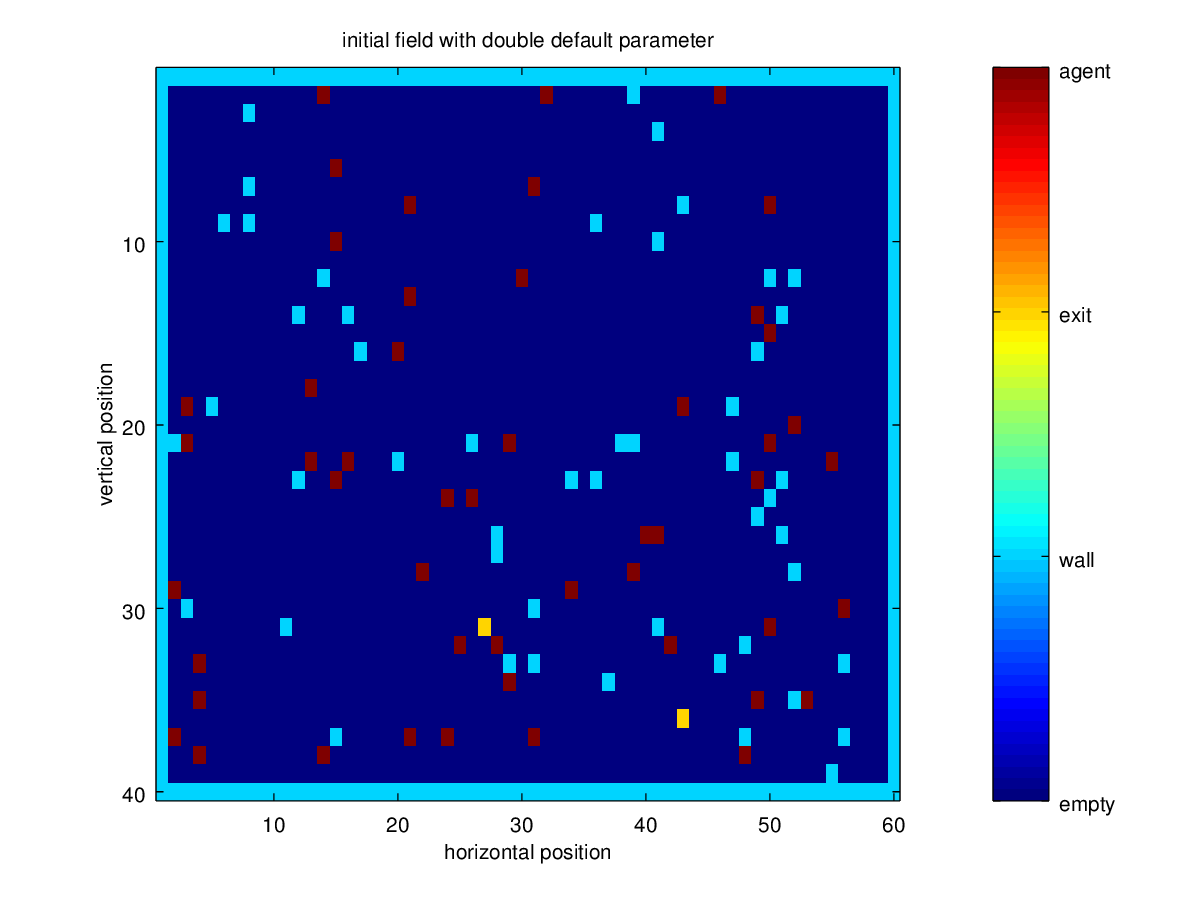 initial field with double default parameter
agent
exit
wall
empty
vertical position
10
20
30
40
10
20
30
40
50
60
horizontal position